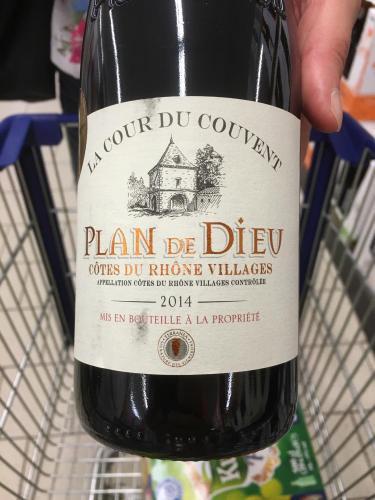 LA COUR DU COUVENT
PLAN DE DIEU
CÔTES DU RHÔNE VILLAGES
APPELLATION CÔTES DU RHÔNE VILLAGES CONTRÔLÉE
2014
MIS EN BOUTEILLE À LA PROPRIÉTÉ